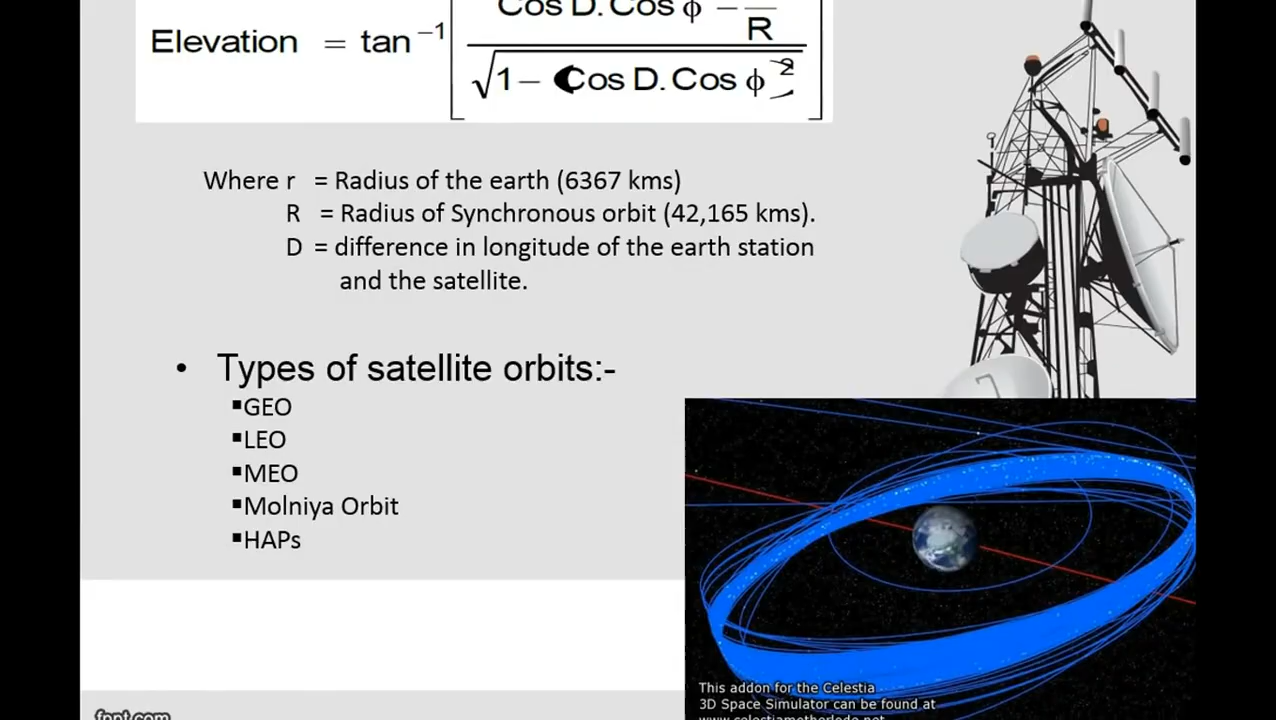 Cos D. Cos ϕ −
R
Elevation = tan⁻¹
√1 − (Cos D. Cos ϕ)²
Where r = Radius of the earth (6367 kms)
R = Radius of Synchronous orbit (42,165 kms).
D = difference in longitude of the earth station
and the satellite.
• Types of satellite orbits:-
▪GEO
▪LEO
▪MEO
▪Molniya Orbit
▪HAPs
This addon for the Celestia
3D Space Simulator can be found at
www.celestiamotherlode.net
fppt.com